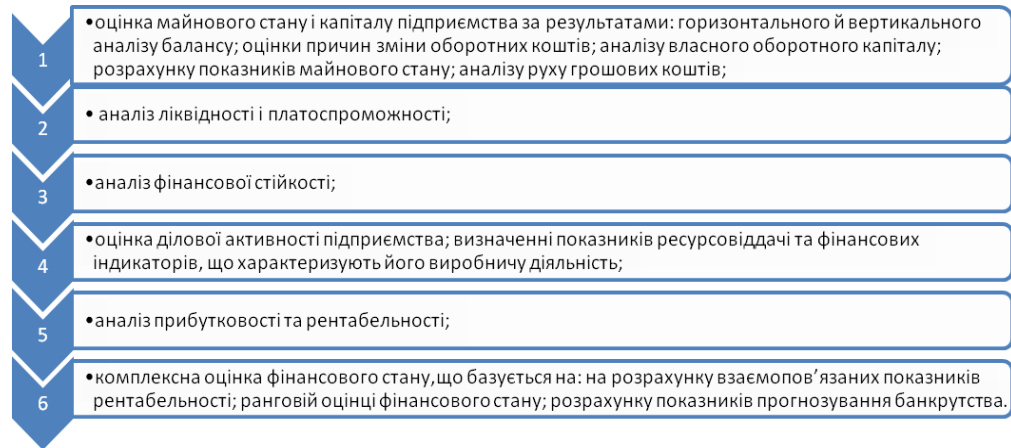 1
•оцінка майнового стану і капіталу підприємства за результатами: горизонтального й вертикального
аналізу балансу; оцінки причин зміни оборотних коштів; аналізу власного оборотного капіталу;
розрахунку показників майнового стану; аналізу руху грошових коштів;
2
• аналіз ліквідності і платоспроможності;
3
•аналіз фінансової стійкості;
4
•оцінка ділової активності підприємства; визначенні показників ресурсовіддачі та фінансових
індикаторів, що характеризують його виробничу діяльність;
5
•аналіз прибутковості та рентабельності;
6
•комплексна оцінка фінансового стану,що базується на: на розрахунку взаємопов’язаних показників
рентабельності; ранговій оцінці фінансового стану; розрахунку показників прогнозування банкрутства.